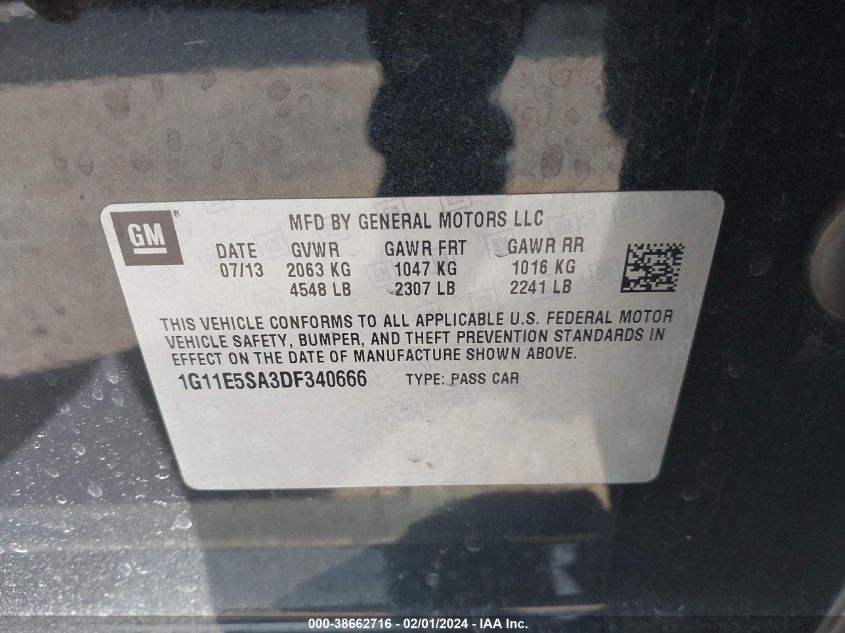 GM®
MFD BY GENERAL MOTORS LLC
DATE GVWR GAWR FRT GAWR RR
07/13 2063 KG 1047 KG 1016 KG
4548 LB 2307 LB 2241 LB
THIS VEHICLE CONFORMS TO ALL APPLICABLE U.S. FEDERAL MOTOR
VEHICLE SAFETY, BUMPER, AND THEFT PREVENTION STANDARDS IN
EFFECT ON THE DATE OF MANUFACTURE SHOWN ABOVE.
1G11E5SA3DF340666 TYPE: PASS CAR
000-38662716 - 02/01/2024 - IAA Inc.